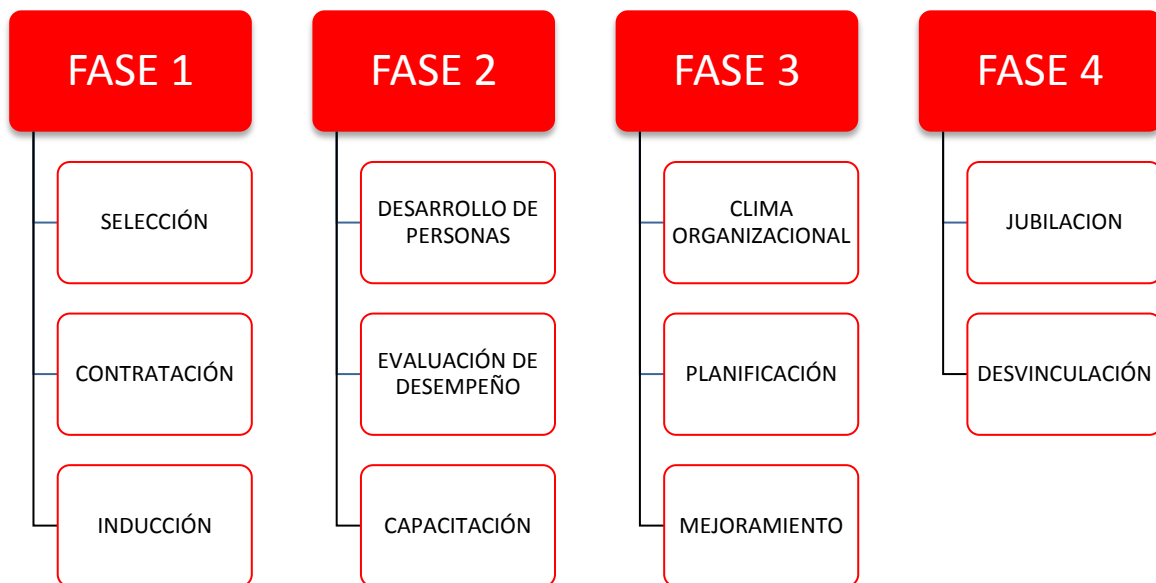 FASE 1
SELECCIÓN
CONTRATACIÓN
INDUCCIÓN
FASE 2
DESARROLLO DE
PERSONAS
EVALUACIÓN DE
DESEMPEÑO
CAPACITACIÓN
FASE 3
CLIMA
ORGANIZACIONAL
PLANIFICACIÓN
MEJORAMIENTO
FASE 4
JUBILACION
DESVINCULACIÓN